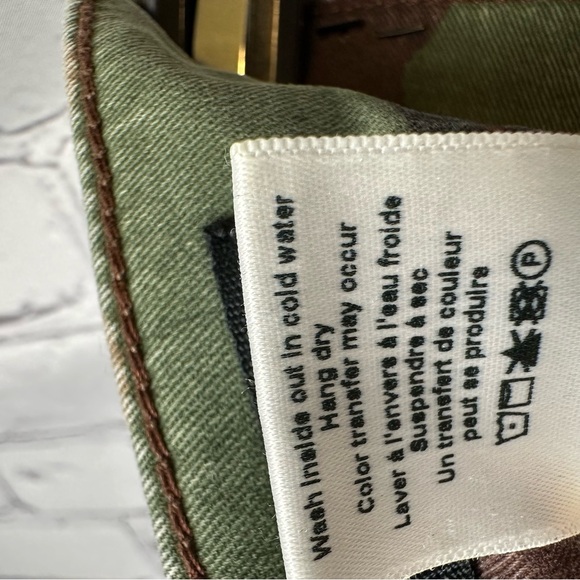 Wash inside out in cold water
Hang dry
Color transfer may occur
Laver à l'envers à l'eau froide
Suspendre à sec
Un transfert de couleur
peut se produire
P